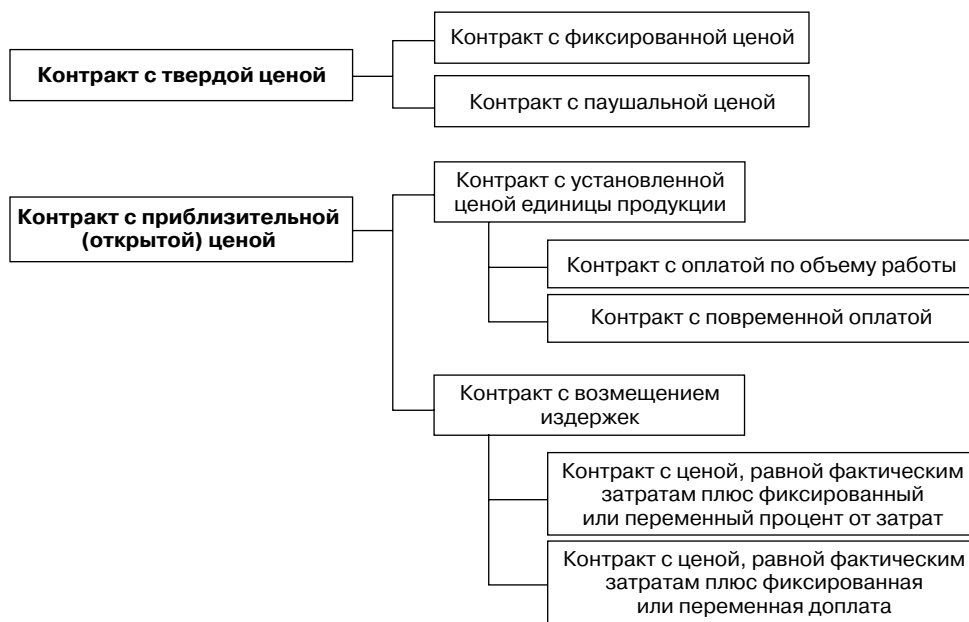 Контракт с твердой ценой
Контракт с фиксированной ценой
Контракт с паушальной ценой
Контракт с приблизительной
(открытой) ценой
Контракт с установленной
ценой единицы продукции
Контракт с оплатой по объему работы
Контракт с повременной оплатой
Контракт с возмещением
издержек
Контракт с ценой, равной фактическим
затратам плюс фиксированный
или переменный процент от затрат
Контракт с ценой, равной фактическим
затратам плюс фиксированная
или переменная доплата